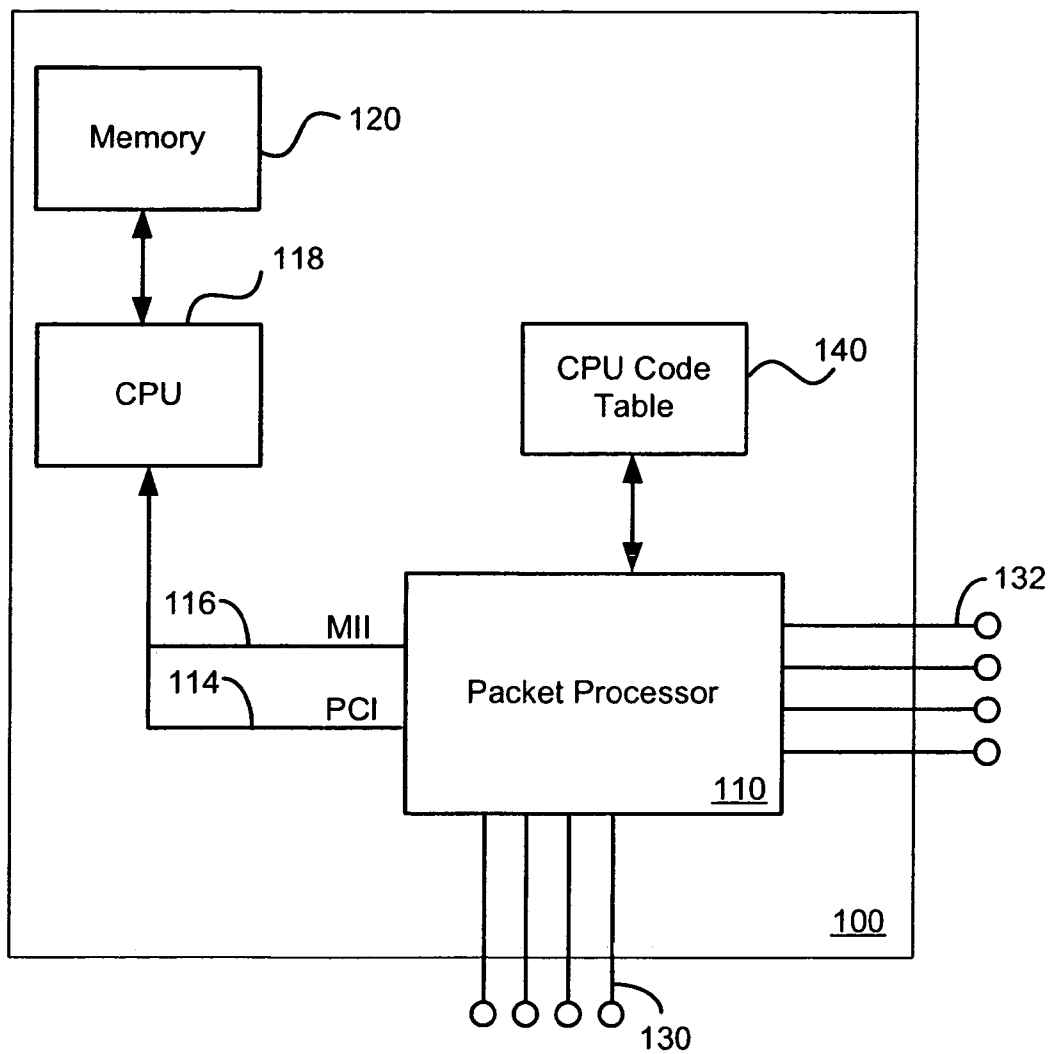 Memory
120
118
CPU
CPU Code
Table
140
116
MII
132
114
PCI
Packet Processor
110
100
130